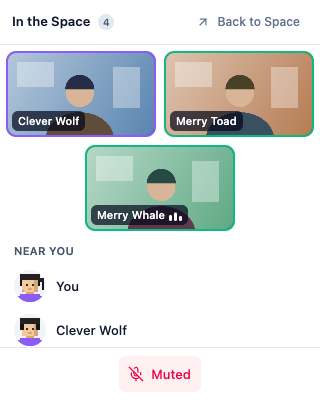 In the Space 4
Back to Space
Clever Wolf
Merry Toad
Merry Whale
NEAR YOU
You
Clever Wolf
Muted